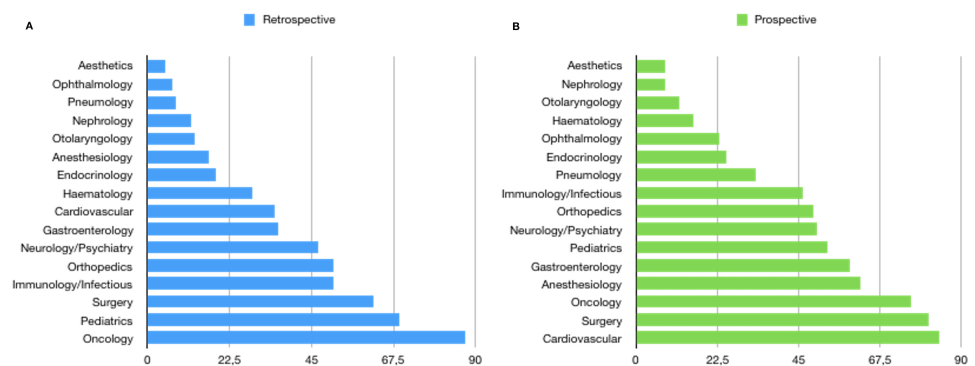 A
Retrospective
Aesthetics
Ophthalmology
Pneumology
Nephrology
Otolaryngology
Anesthesiology
Endocrinology
Haematology
Cardiovascular
Gastroenterology
Neurology/Psychiatry
Orthopedics
Immunology/Infectious
Surgery
Pediatrics
Oncology
0 22,5 45 67,5 90
B
Prospective
Aesthetics
Nephrology
Otolaryngology
Haematology
Ophthalmology
Endocrinology
Pneumology
Immunology/Infectious
Orthopedics
Neurology/Psychiatry
Pediatrics
Gastroenterology
Anesthesiology
Oncology
Surgery
Cardiovascular
0 22,5 45 67,5 90